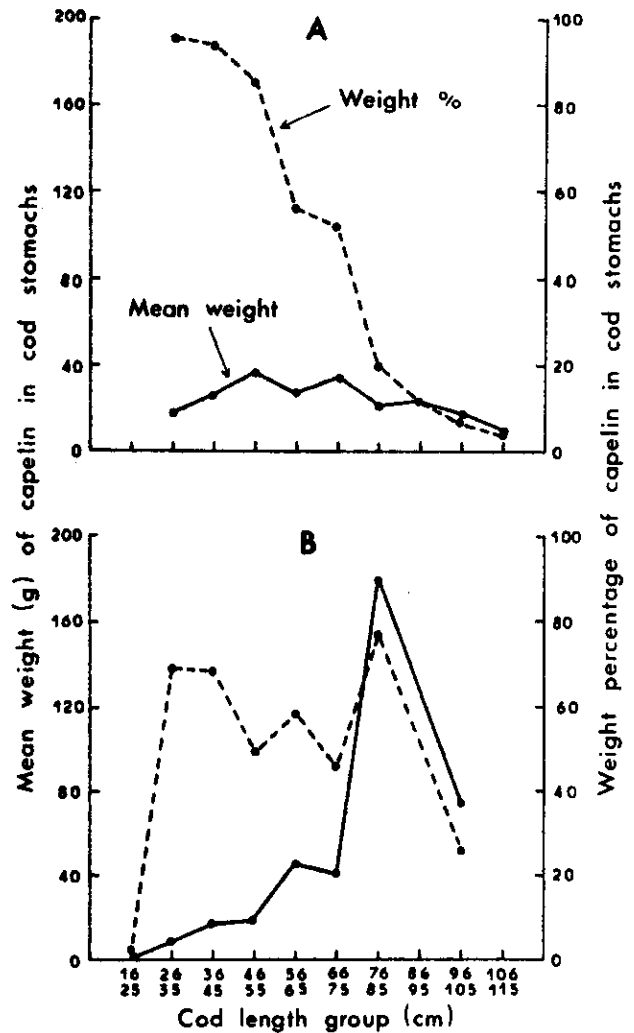 A
200
160
120
80
40
0
100
80
60
40
20
0
Weight %
Mean weight
Mean weight (g) of capelin in cod stomachs
Weight percentage of capelin in cod stomachs
B
200
160
120
80
40
0
100
80
60
40
20
0
16 26 36 46 56 66 76 86 96 106
25 35 45 55 65 75 85 95 105 115
Cod length group (cm)